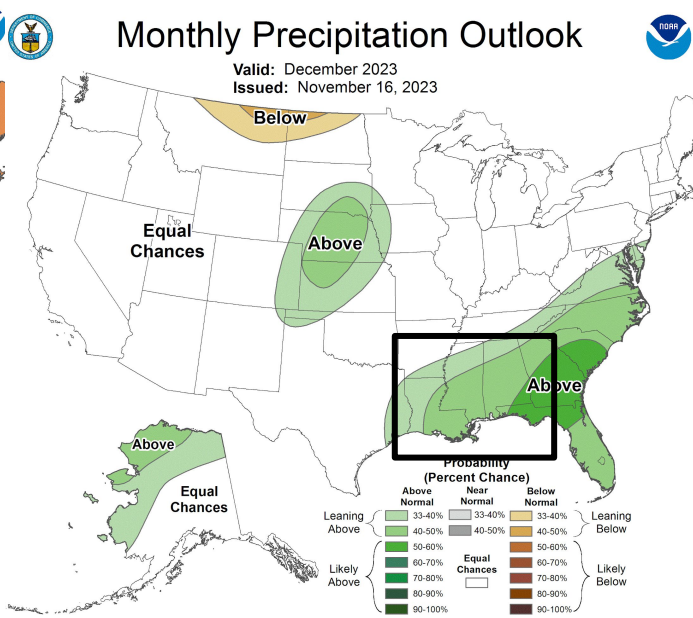 Monthly Precipitation Outlook
NOAA
Valid: December 2023
Issued: November 16, 2023
Below
Equal
Chances
Above
Above
Above
Equal
Chances
Probability
(Percent Chance)
Above
Normal
Near
Normal
Below
Normal
Leaning
Above
33-40%
40-50%
33-40%
40-50%
33-40%
40-50%
Leaning
Below
Likely
Above
50-60%
60-70%
70-80%
80-90%
90-100%
Equal
Chances
50-60%
60-70%
70-80%
80-90%
90-100%
Likely
Below